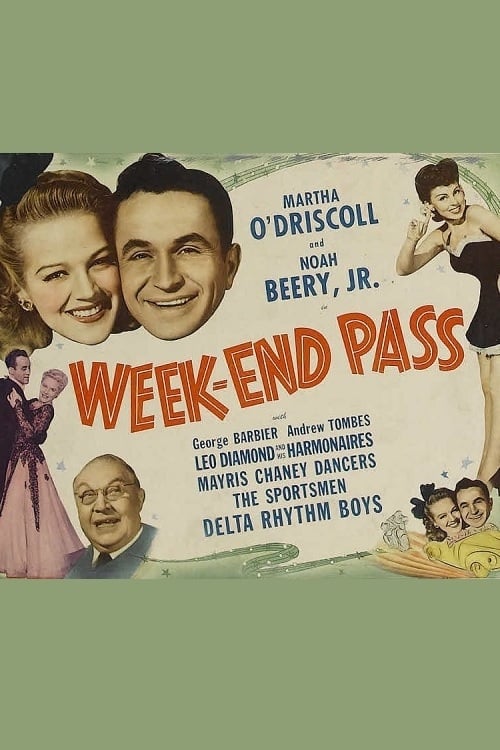 MARTHA
O'DRISCOLL
and
NOAH
BEERY, JR.
in
WEEK-END PASS
with
George BARBIER Andrew TOMBES
LEO DIAMOND AND HIS HARMONAIRES
MAYRIS CHANEY DANCERS
THE SPORTSMEN
DELTA RHYTHM BOYS